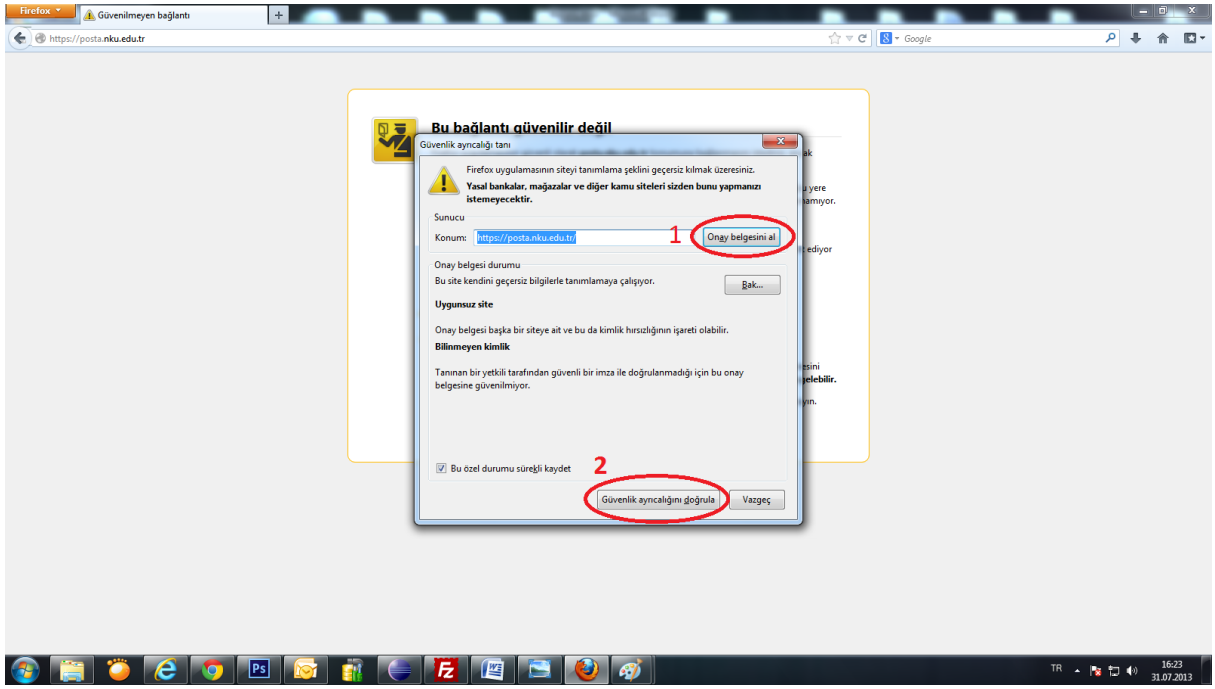 Firefox
Güvenilmeyen bağlantı
https://posta.nku.edu.tr
Google
Bu bağlantı güvenilir değil
Güvenlik ayrıcalığı tanı
Firefox uygulamasının siteyi tanımlama şeklini geçersiz kılmak üzeresiniz.
Yasal bankalar, mağazalar ve diğer kamu siteleri sizden bunu yapmanızı
istemeyecektir.
Sunucu
Konum: https://posta.nku.edu.tr/ 1 Onay belgesini al
Onay belgesi durumu
Bu site kendini geçersiz bilgilerle tanımlamaya çalışıyor.
Bak...
Uygunsuz site
Onay belgesi başka bir siteye ait ve bu da kimlik hırsızlığının işareti olabilir.
Bilinmeyen kimlik
Tanınan bir yetkili tarafından güvenli bir imza ile doğrulanmadığı için bu onay
belgesine güvenilmiyor.
Bu özel durumu sürekli kaydet
2
Güvenlik ayrıcalığını doğrula Vazgeç
yere
ediyor
gelebilir.
TR 16:23
31.07.2013